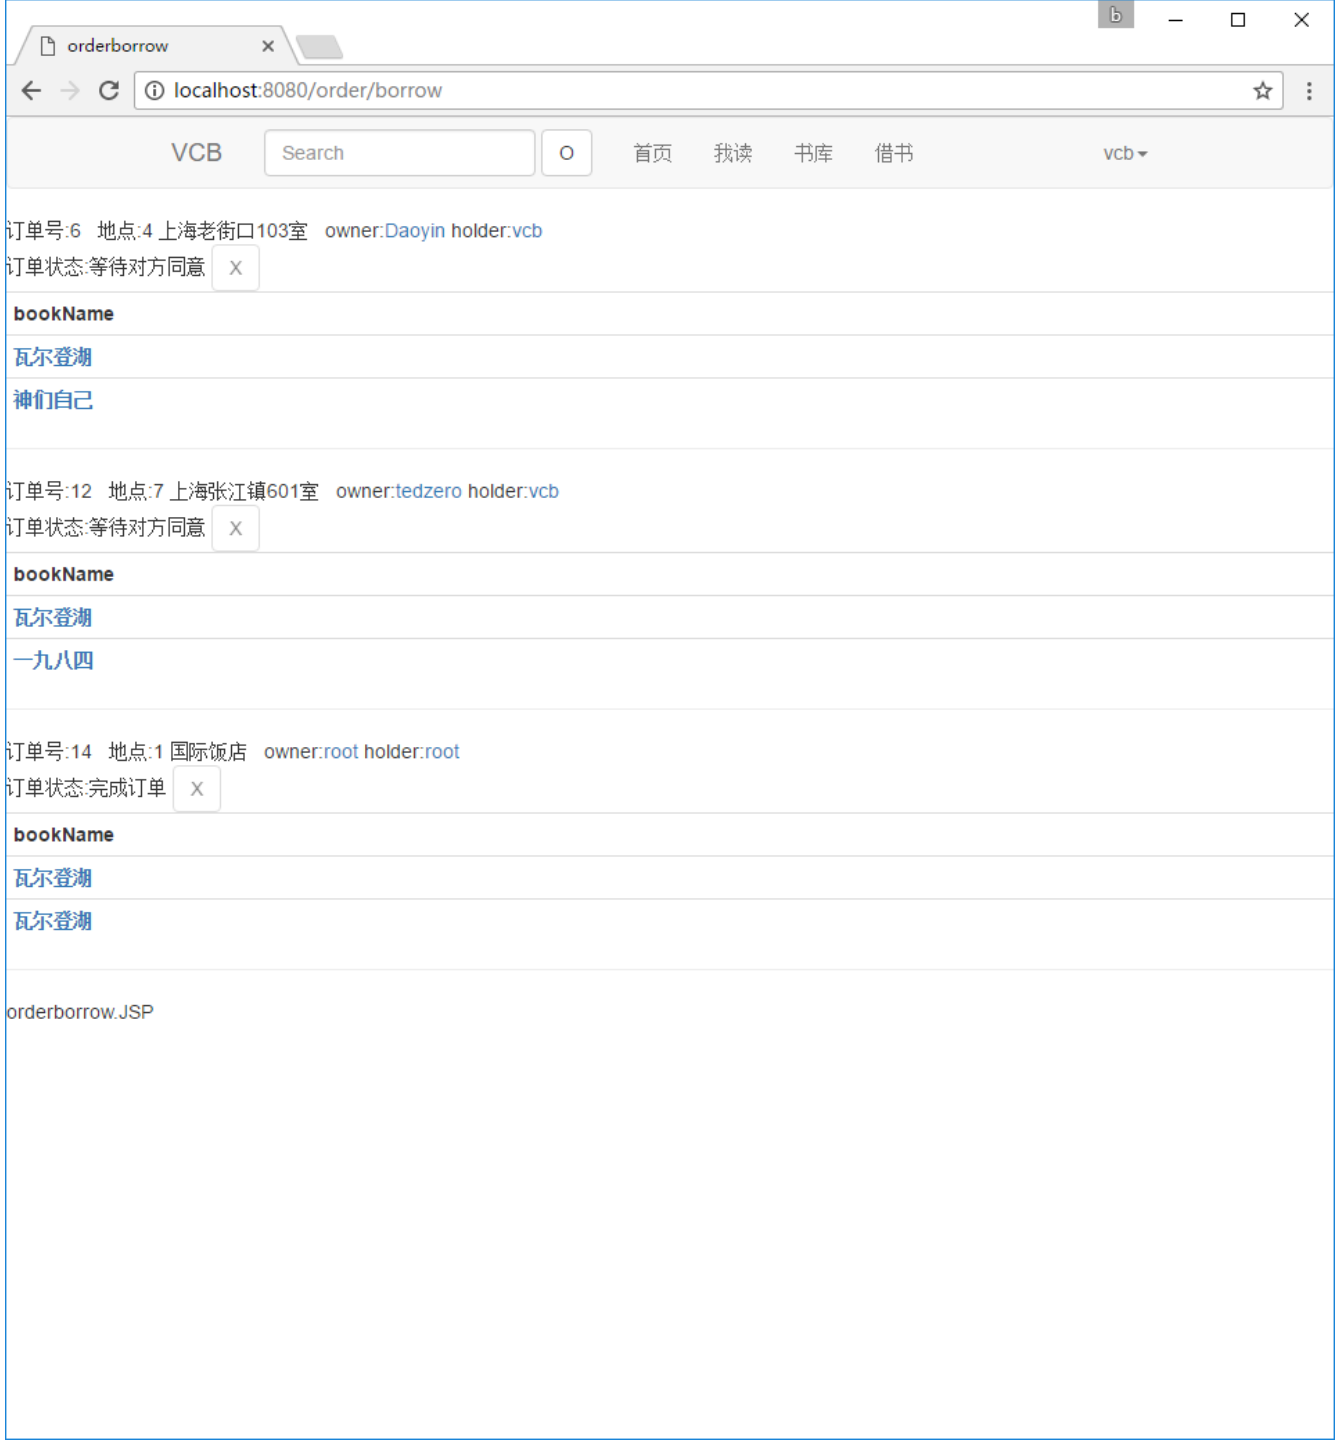 b
orderborrow
localhost:8080/order/borrow
VCB Search O 首页 我读 书库 借书 vcb
订单号:6 地点:4 上海老街口103室 owner:Daoyin holder:vcb
订单状态:等待对方同意 X
bookName
瓦尔登湖
神们自己
订单号:12 地点:7 上海张江镇601室 owner:tedzero holder:vcb
订单状态:等待对方同意 X
bookName
瓦尔登湖
一九八四
订单号:14 地点:1 国际饭店 owner:root holder:root
订单状态:完成订单 X
bookName
瓦尔登湖
瓦尔登湖
orderborrow.JSP